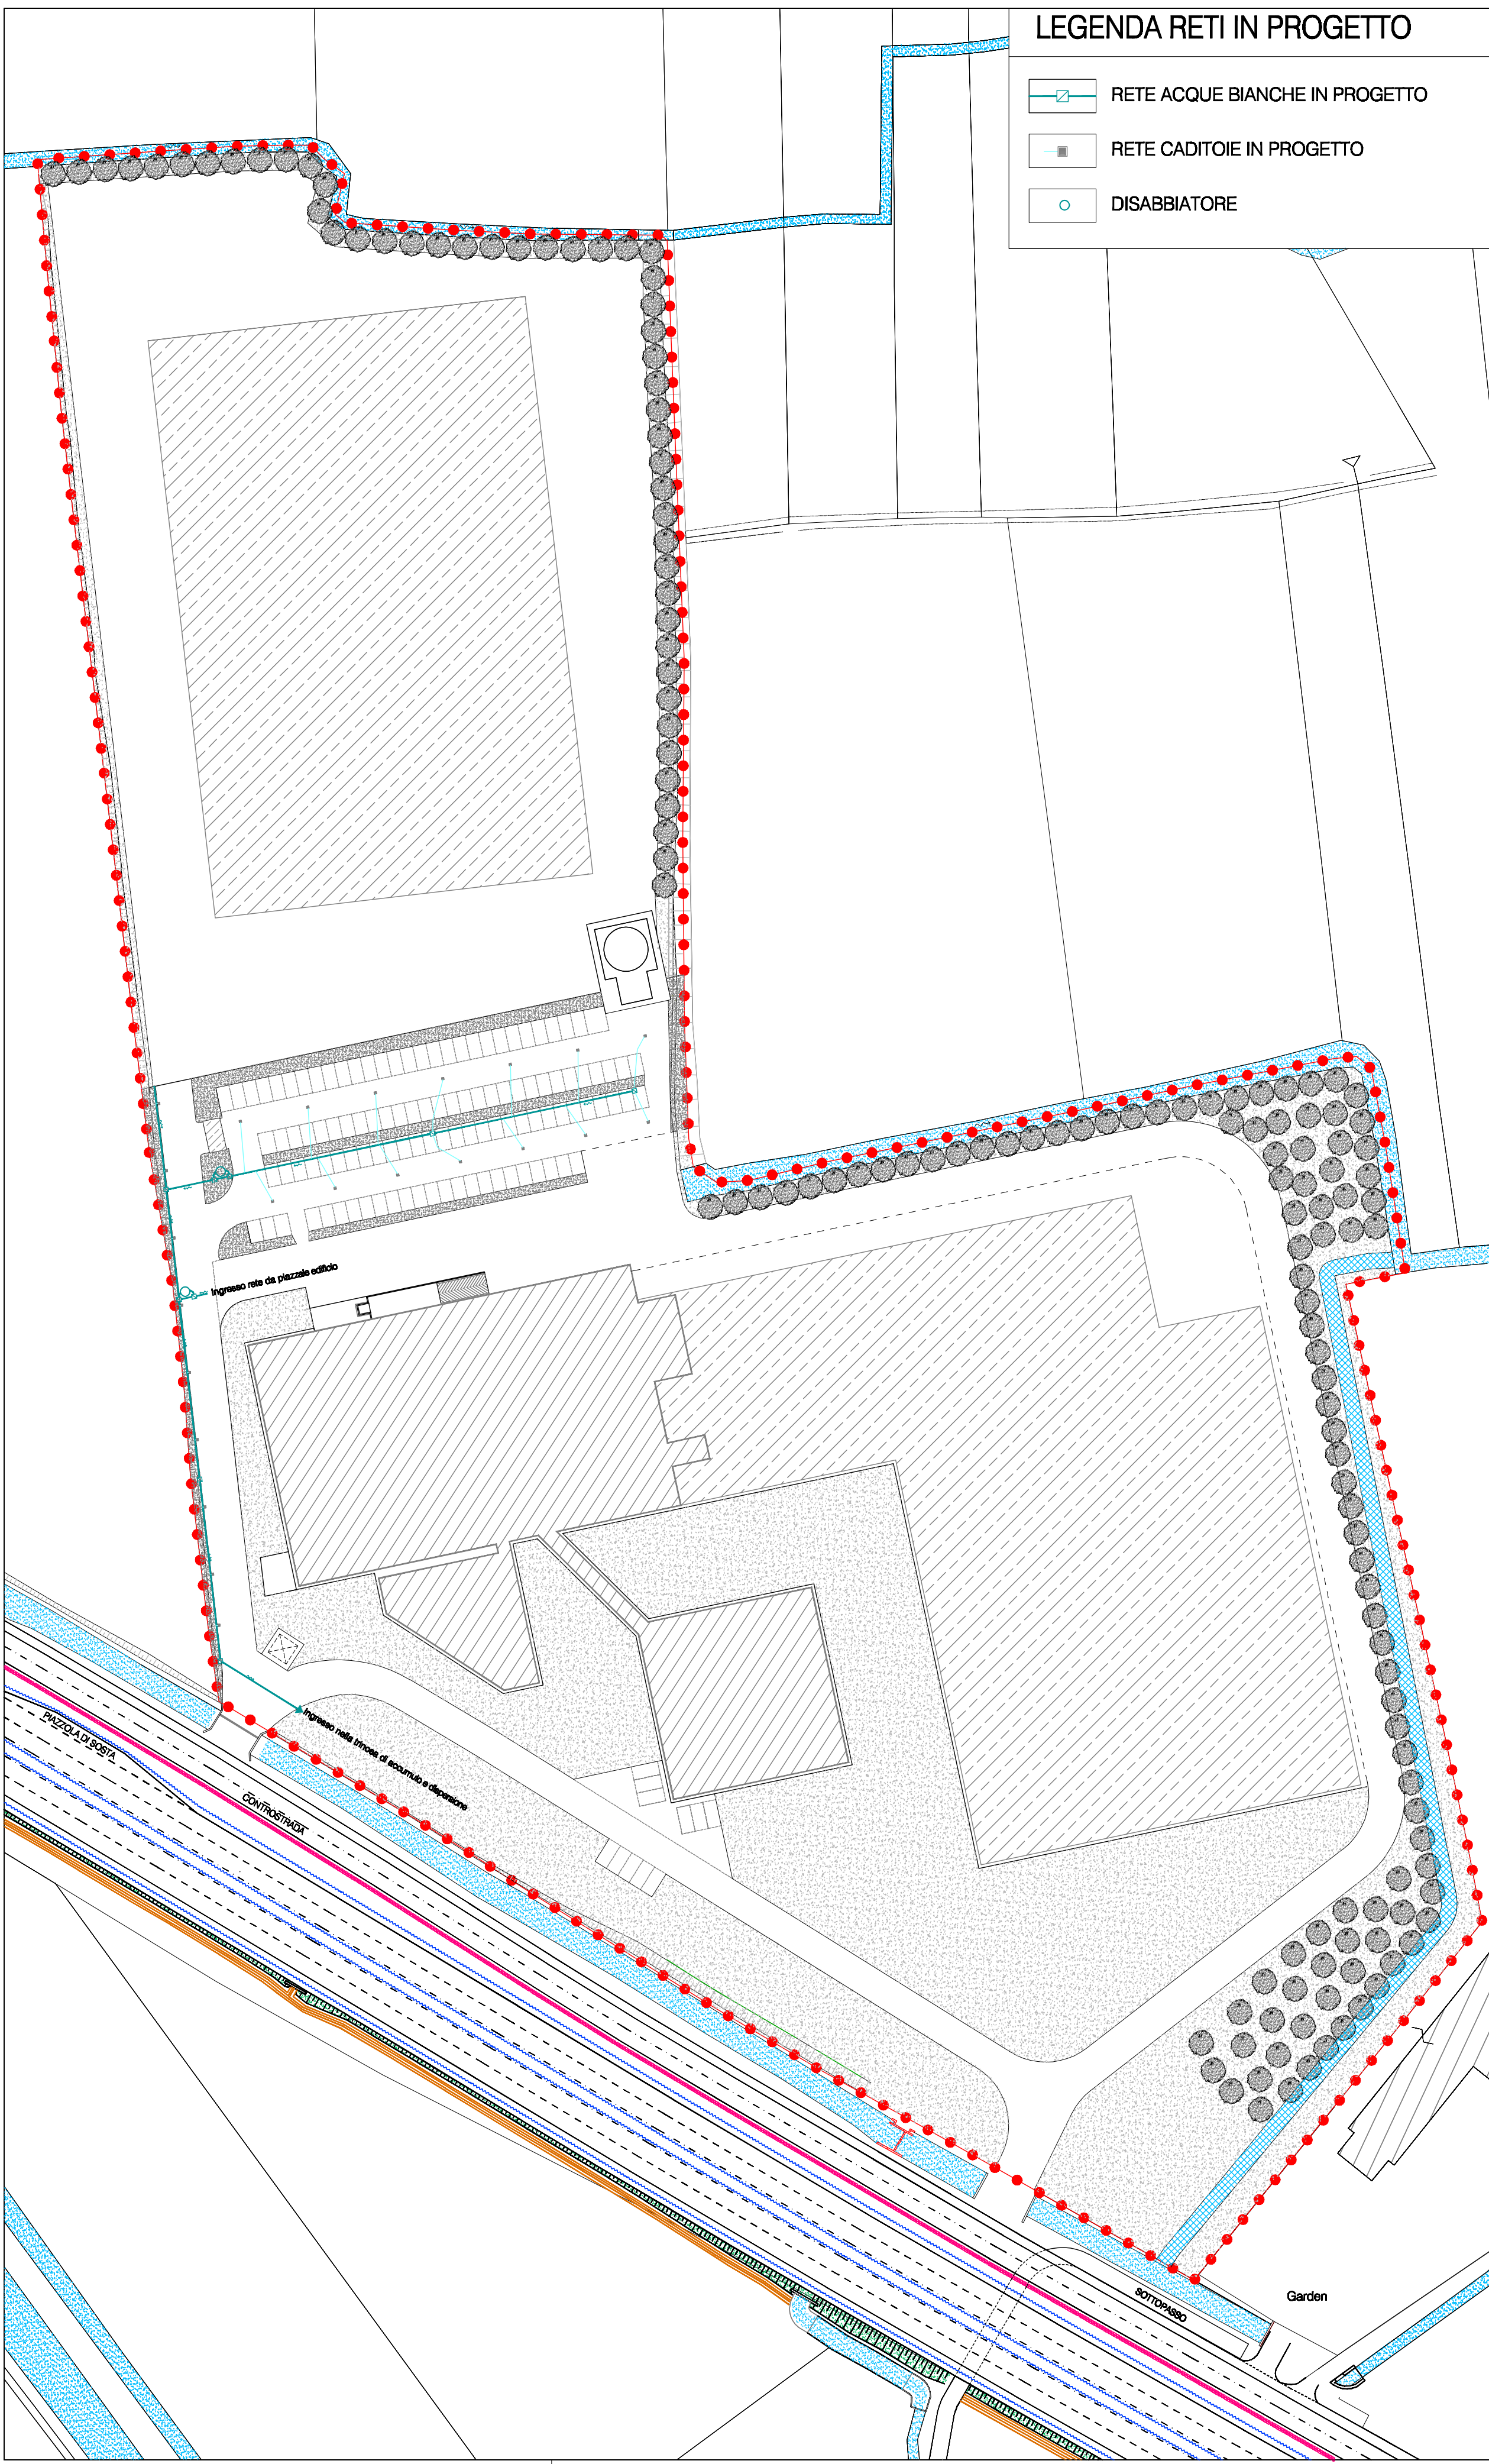 LEGENDA RETI IN PROGETTO
RETE ACQUE BIANCHE IN PROGETTO
RETE CADITOIE IN PROGETTO
DISABBIATORE
Ingresso rete da piazzale edificio
Ingresso nella trincea di accumulo e dispersione
PIAZZOLA DI SOSTA
CONTROSTRADA
SOTTOPASSO
Garden